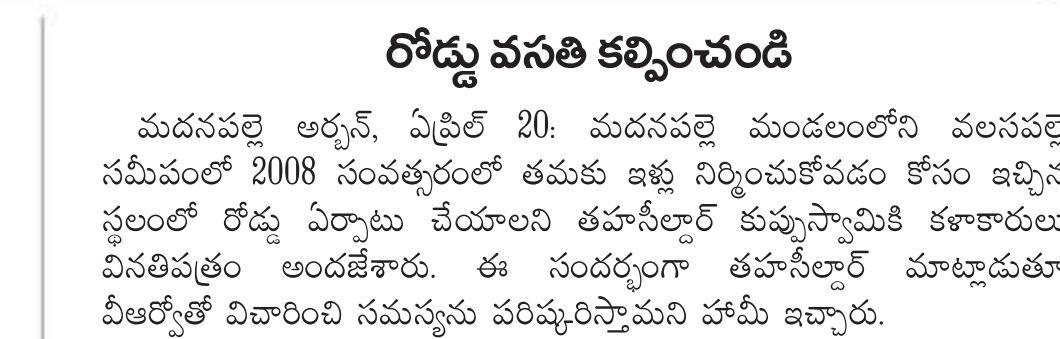 రోడ్డు వసతి కల్పించండి
మదనపల్లె అర్బన్, ఏప్రిల్ 20: మదనపల్లె మండలంలోని వలసపల్లె
సమీపంలో 2008 సంవత్సరంలో తమకు ఇళ్లు నిర్మించుకోవడం కోసం ఇచ్చిన
స్థలంలో రోడ్డు ఏర్పాటు చేయాలని తహసీల్దార్ కుప్పుస్వామికి కళాకారులు
వినతిపత్రం అందజేశారు. ఈ సందర్భంగా తహసీల్దార్ మాట్లాడుతూ
వీఆర్వోతో విచారించి సమస్యను పరిష్కరిస్తామని హామీ ఇచ్చారు.